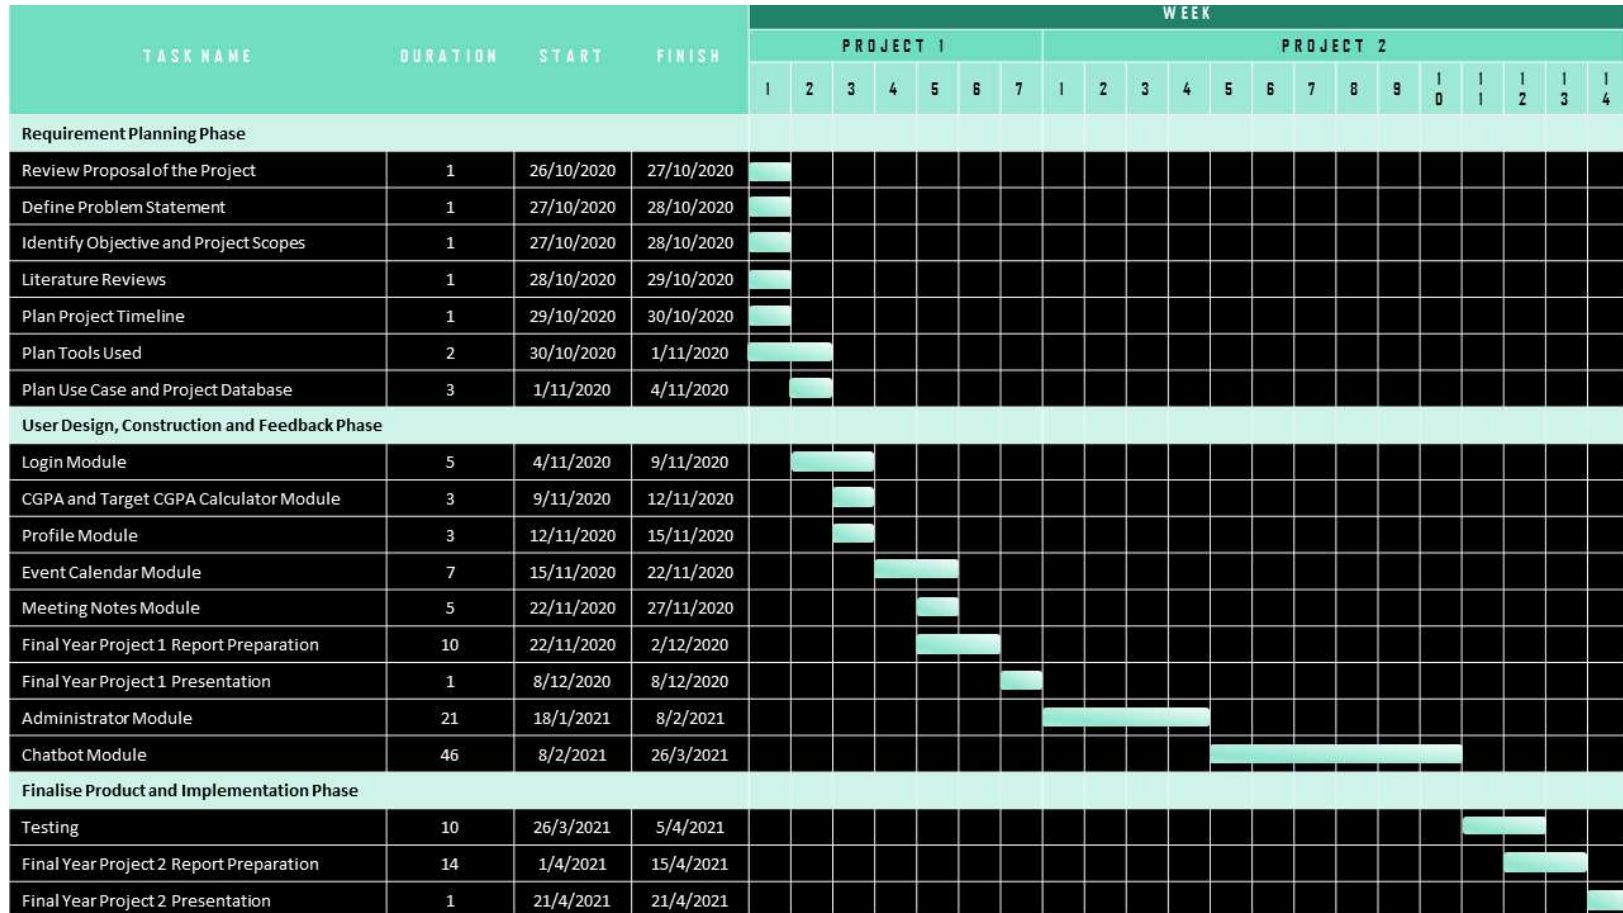 WEEK
TASK NAME DURATION START FINISH PROJECT 1 PROJECT 2
1 2 3 4 5 6 7 1 2 3 4 5 6 7 8 9 10 11 12 13 14
Requirement Planning Phase
Review Proposal of the Project 1 26/10/2020 27/10/2020
Define Problem Statement 1 27/10/2020 28/10/2020
Identify Objective and Project Scopes 1 27/10/2020 28/10/2020
Literature Reviews 1 28/10/2020 29/10/2020
Plan Project Timeline 1 29/10/2020 30/10/2020
Plan Tools Used 2 30/10/2020 1/11/2020
Plan Use Case and Project Database 3 1/11/2020 4/11/2020
User Design, Construction and Feedback Phase
Login Module 5 4/11/2020 9/11/2020
CGPA and Target CGPA Calculator Module 3 9/11/2020 12/11/2020
Profile Module 3 12/11/2020 15/11/2020
Event Calendar Module 7 15/11/2020 22/11/2020
Meeting Notes Module 5 22/11/2020 27/11/2020
Final Year Project 1 Report Preparation 10 22/11/2020 2/12/2020
Final Year Project 1 Presentation 1 8/12/2020 8/12/2020
Administrator Module 21 18/1/2021 8/2/2021
Chatbot Module 46 8/2/2021 26/3/2021
Finalise Product and Implementation Phase
Testing 10 26/3/2021 5/4/2021
Final Year Project 2 Report Preparation 14 1/4/2021 15/4/2021
Final Year Project 2 Presentation 1 21/4/2021 21/4/2021